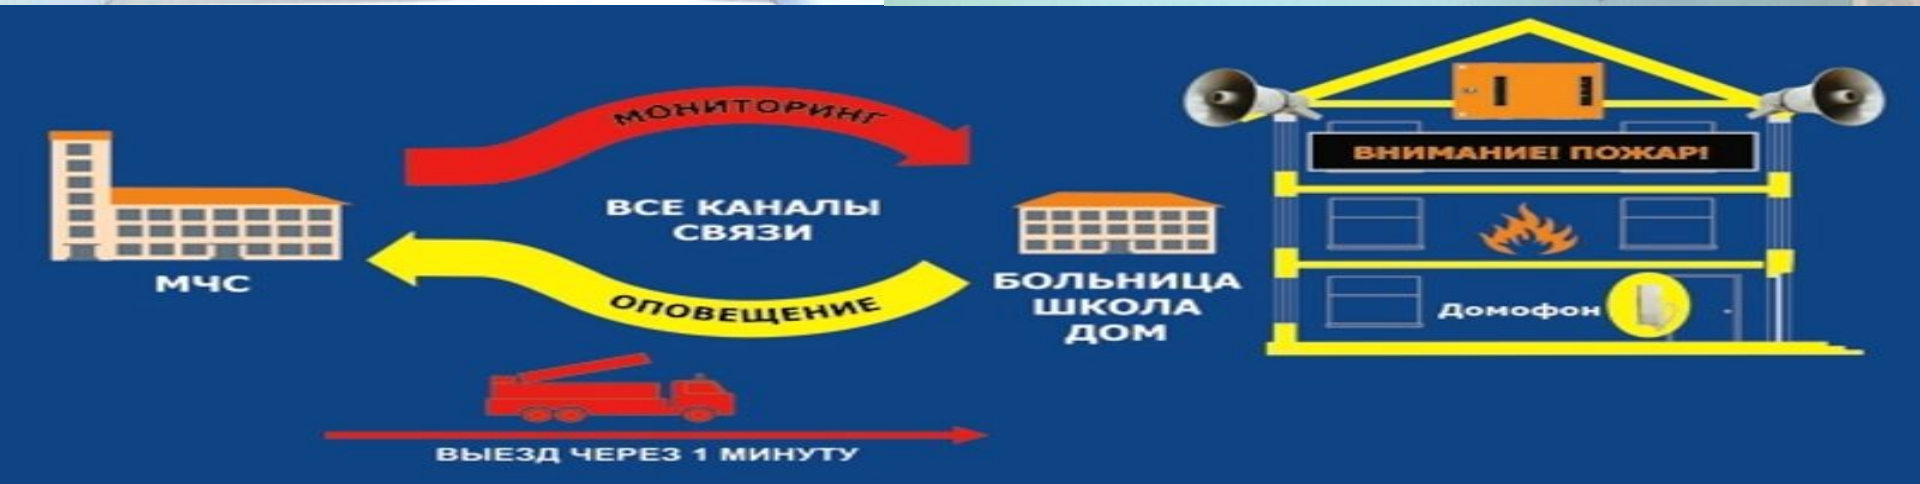 МОНИТОРИНГ
ВНИМАНИЕ! ПОЖАР!
ВСЕ КАНАЛЫ
СВЯЗИ
МЧС
БОЛЬНИЦА
ШКОЛА
ДОМ
ОПОВЕЩЕНИЕ
Домофон
ВЫЕЗД ЧЕРЕЗ 1 МИНУТУ